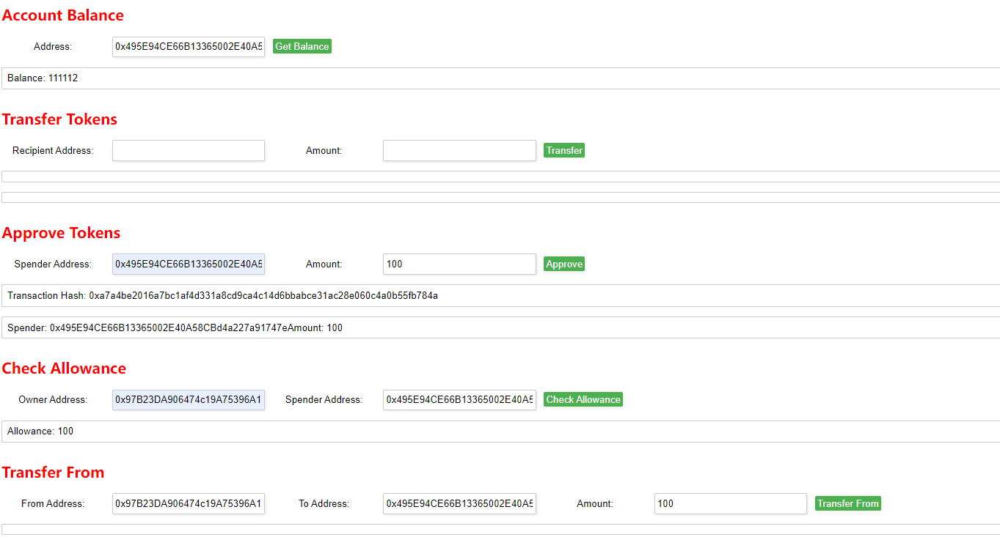 Account Balance
Address: 0x495E94CE66B13365002E40A5 Get Balance
Balance: 111112
Transfer Tokens
Recipient Address: Amount: Transfer
Approve Tokens
Spender Address: 0x495E94CE66B13365002E40A5 Amount: 100 Approve
Transaction Hash: 0xa7a4be2016a7bc1af4d331a8cd9ca4c14d6bbabce31ac28e060c4a0b55fb784a
Spender: 0x495E94CE66B13365002E40A58CBd4a227a91747eAmount: 100
Check Allowance
Owner Address: 0x97B23DA906474c19A75396A1 Spender Address: 0x495E94CE66B13365002E40A5 Check Allowance
Allowance: 100
Transfer From
From Address: 0x97B23DA906474c19A75396A1 To Address: 0x495E94CE66B13365002E40A5 Amount: 100 Transfer From